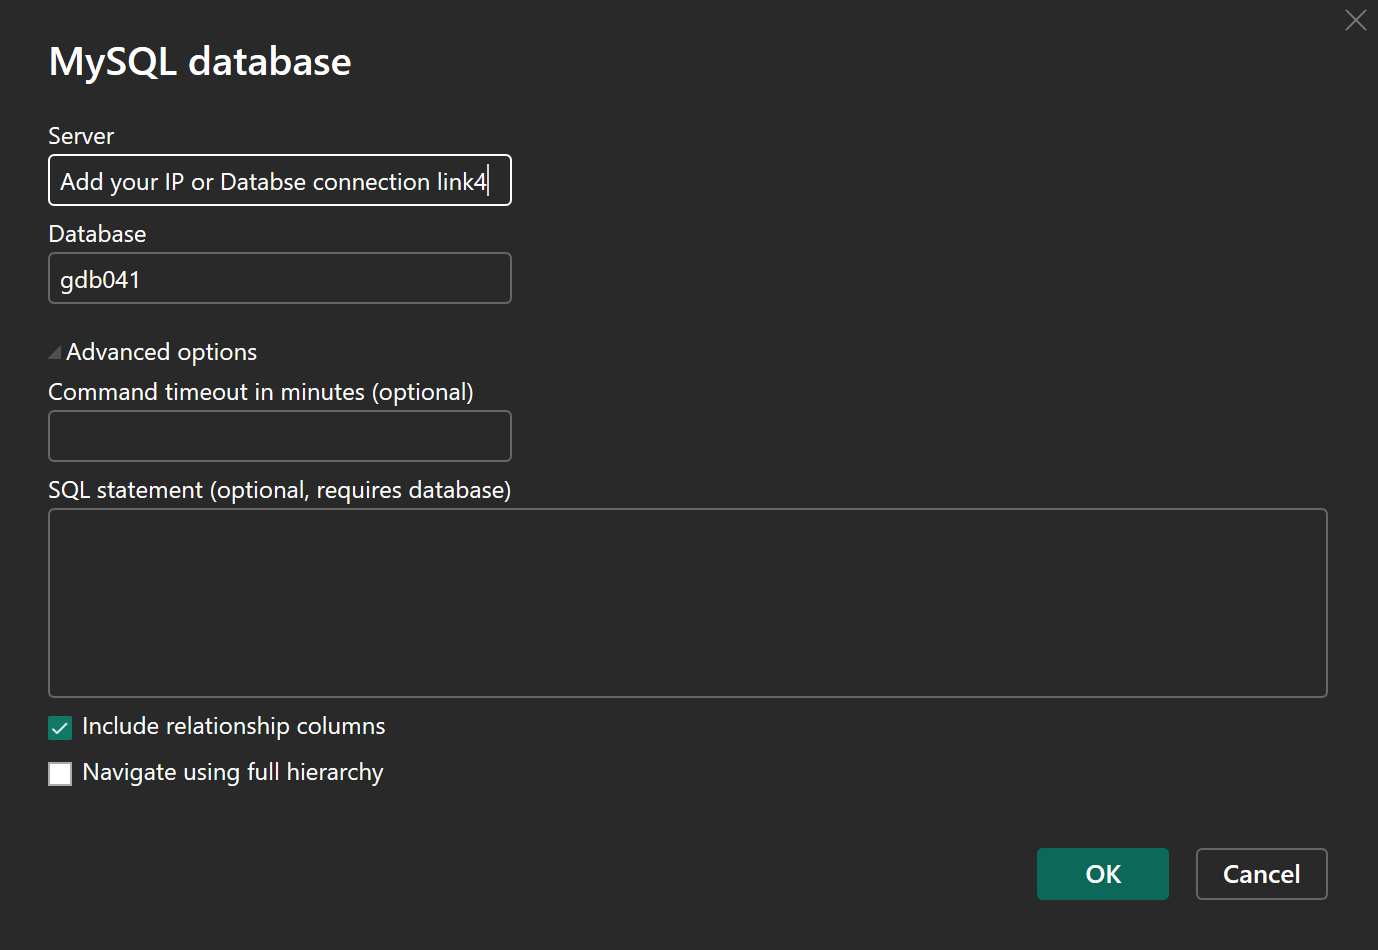 MySQL database
Server
Add your IP or Databse connection link4
Database
gdb041
Advanced options
Command timeout in minutes (optional)
SQL statement (optional, requires database)
Include relationship columns
Navigate using full hierarchy
OK
Cancel